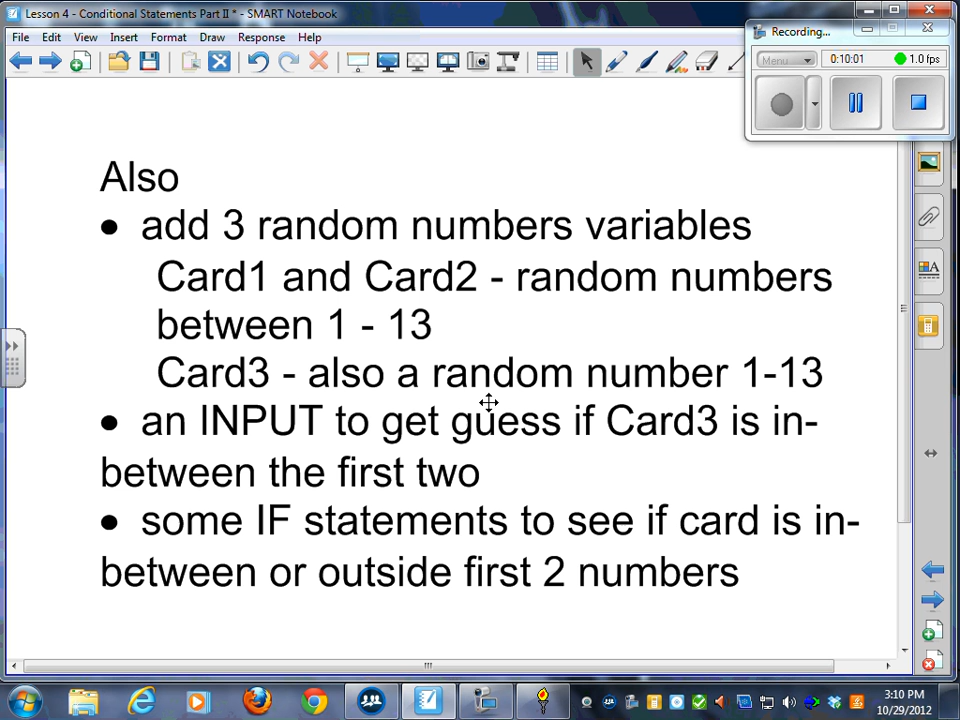 Lesson 4 - Conditional Statements Part II * - SMART Notebook
File Edit View Insert Format Draw Response Help
Recording...
Menu
0:10:01
1.0 fps
Also
• add 3 random numbers variables
Card1 and Card2 - random numbers
between 1 - 13
Card3 - also a random number 1-13
• an INPUT to get guess if Card3 is in-
between the first two
• some IF statements to see if card is in-
between or outside first 2 numbers
3:10 PM
10/29/2012